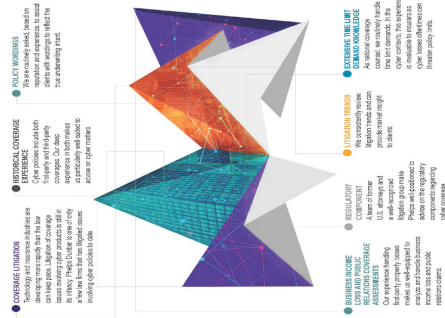 COVERAGE LITIGATION
Technology and insurance industries are
developing more rapidly than the law
can keep pace. Litigation of coverage
issues involving cyber products is still in
its infancy. Phelps Dunbar is one of only
a few law firms that has litigated issues
involving cyber policies to date.
HISTORICAL COVERAGE
EXPERIENCE
Cyber policies include both
first-party and third-party
coverages. Our deep
experience in both makes
us particularly well-suited to
advise on cyber matters.
POLICY WORDINGS
We are routinely asked, based on
reputation and experience, to assist
clients with wordings to reflect the
true underwriting intent.
BUSINESS INCOME
LOSS AND PUBLIC
RELATIONS COVERAGE
ASSESSMENTS
Our experience handling
first-party property losses
makes us well-equipped to
analyze and handle business
income loss and public
relations claims.
REGULATORY
COMPONENT
A team of former
U.S. attorneys and
a well-recognized
litigation group make
Phelps well-positioned to
advise on the regulatory
components regarding
cyber coverage.
LITIGATION TRENDS
We consistently review
litigation trends and can
provide market insight
to clients.
EXTENSIVE TIME LIMIT
DEMAND KNOWLEDGE
As national coverage
counsel, we routinely handle
time limit demands. In the
cyber contexts, this experience
is invaluable to insurers as
cyber losses oftentimes can
threaten policy limits.